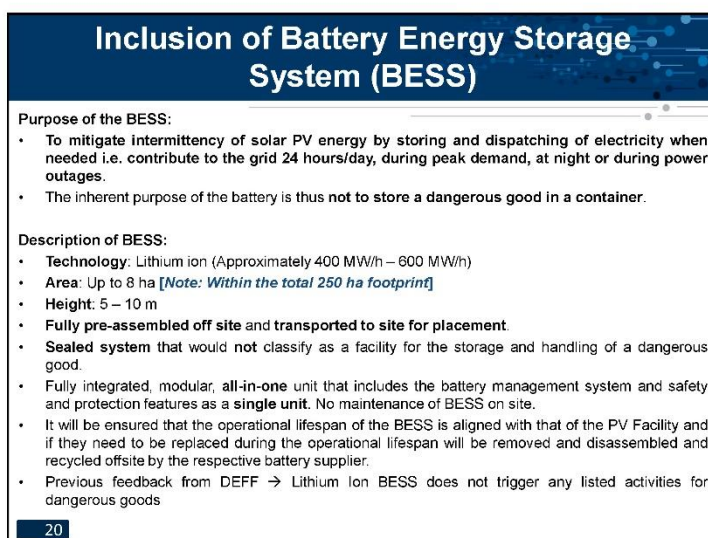 Inclusion of Battery Energy Storage
System (BESS)
Purpose of the BESS:
• To mitigate intermittency of solar PV energy by storing and dispatching of electricity when
needed i.e. contribute to the grid 24 hours/day, during peak demand, at night or during power
outages.
• The inherent purpose of the battery is thus not to store a dangerous good in a container.
Description of BESS:
• Technology: Lithium ion (Approximately 400 MW/h – 600 MW/h)
• Area: Up to 8 ha [Note: Within the total 250 ha footprint]
• Height: 5 – 10 m
• Fully pre-assembled off site and transported to site for placement.
• Sealed system that would not classify as a facility for the storage and handling of a dangerous
good.
• Fully integrated, modular, all-in-one unit that includes the battery management system and safety
and protection features as a single unit. No maintenance of BESS on site.
• It will be ensured that the operational lifespan of the BESS is aligned with that of the PV Facility and
if they need to be replaced during the operational lifespan will be removed and disassembled and
recycled offsite by the respective battery supplier.
• Previous feedback from DEFF → Lithium Ion BESS does not trigger any listed activities for
dangerous goods
20